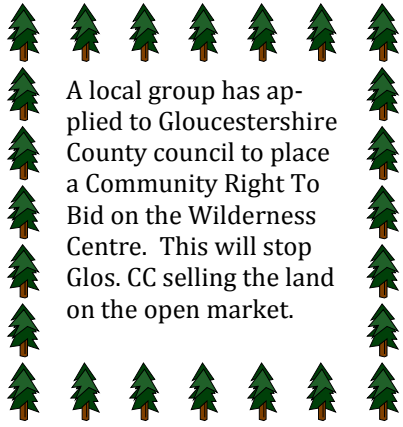 A local group has ap-
plied to Gloucestershire
County council to place
a Community Right To
Bid on the Wilderness
Centre.  This will stop
Glos. CC selling the land
on the open market.